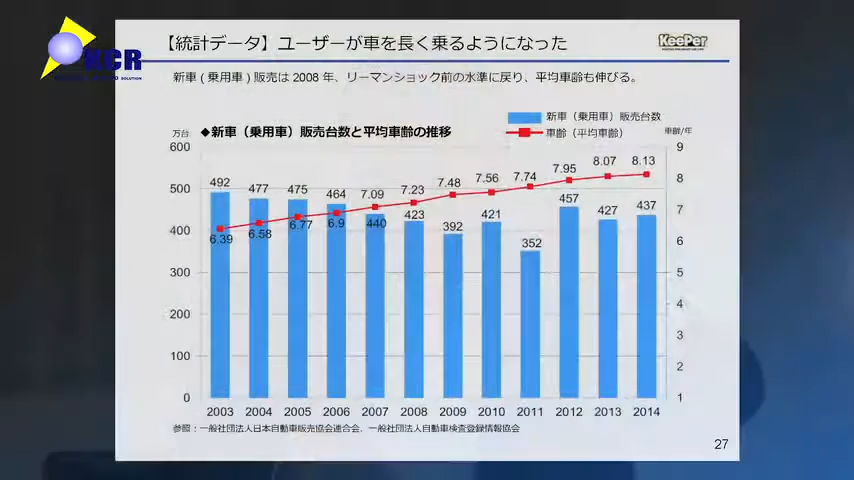 KCR
SOLUTION
【統計データ】ユーザーが車を長く乗るようになった
KeePer
新車(乗用車)販売は2008年、リーマンショック前の水準に戻り、平均車齢も伸びる。
◆新車（乗用車）販売台数と平均車齢の推移
新車（乗用車）販売台数
車齢（平均車齢）
万台
車齢/年
600 9
500 8
400 7
300 6
200 5
100 4
0 3
2
1
492 477 475 464 440 423 392 421 352 457 427 437
6.39 6.58 6.77 6.9 7.09 7.23 7.48 7.56 7.74 7.95 8.07 8.13
2003 2004 2005 2006 2007 2008 2009 2010 2011 2012 2013 2014
参照：一般社団法人日本自動車販売協会連合会、一般社団法人自動車検査登録情報協会
27